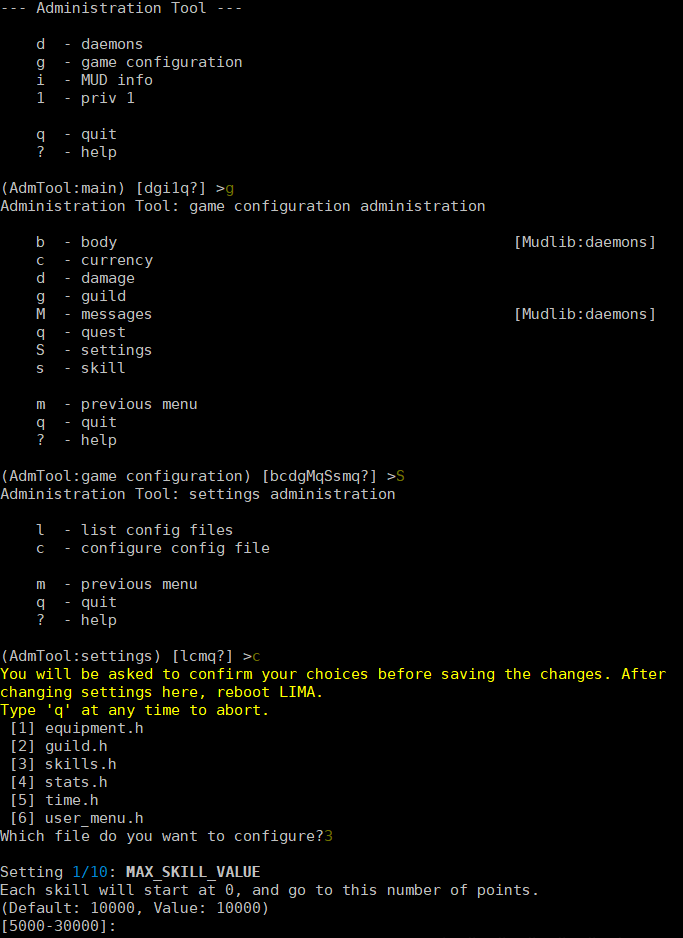 --- Administration Tool ---
d - daemons
g - game configuration
i - MUD info
1 - priv 1
q - quit
? - help
(AdmTool:main) [dgi1q?] >g
Administration Tool: game configuration administration
b - body [Mudlib:daemons]
c - currency
d - damage
g - guild
M - messages [Mudlib:daemons]
q - quest
S - settings
s - skill
m - previous menu
q - quit
? - help
(AdmTool:game configuration) [bcdgMqSsmq?] >S
Administration Tool: settings administration
l - list config files
c - configure config file
m - previous menu
q - quit
? - help
(AdmTool:settings) [lcmq?] >c
You will be asked to confirm your choices before saving the changes. After
changing settings here, reboot LIMA.
Type 'q' at any time to abort.
[1] equipment.h
[2] guild.h
[3] skills.h
[4] stats.h
[5] time.h
[6] user_menu.h
Which file do you want to configure?3
Setting 1/10: MAX_SKILL_VALUE
Each skill will start at 0, and go to this number of points.
(Default: 10000, Value: 10000)
[5000-30000]: